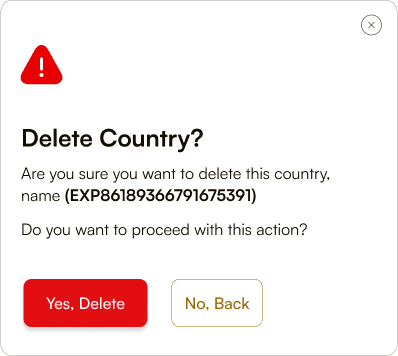 Delete Country?
Are you sure you want to delete this country,
name (EXP86189366791675391)
Do you want to proceed with this action?
Yes, Delete
No, Back